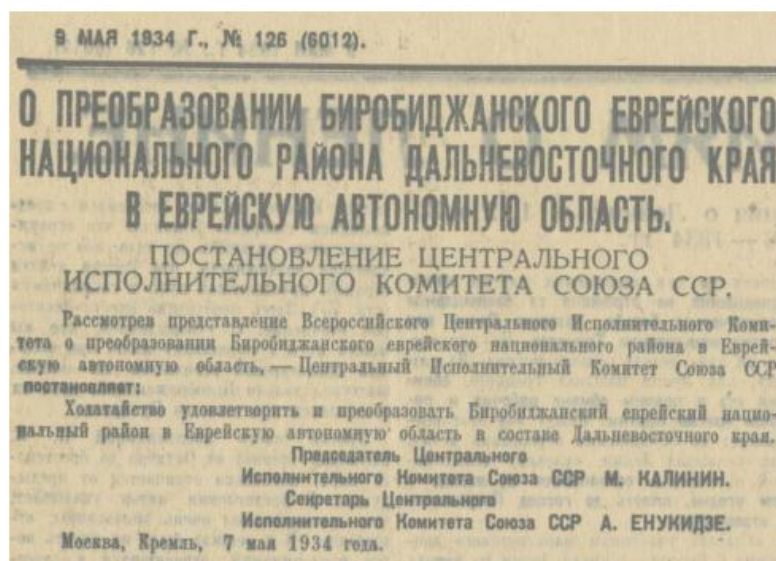 9 МАЯ 1934 Г., № 126 (6012).
О ПРЕОБРАЗОВАНИИ БИРОБИДЖАНСКОГО ЕВРЕЙСКОГО
НАЦИОНАЛЬНОГО РАЙОНА ДАЛЬНЕВОСТОЧНОГО КРАЯ
В ЕВРЕЙСКУЮ АВТОНОМНУЮ ОБЛАСТЬ.
ПОСТАНОВЛЕНИЕ ЦЕНТРАЛЬНОГО
ИСПОЛНИТЕЛЬНОГО КОМИТЕТА СОЮЗА ССР.
Рассмотрев представление Всероссийского Центрального Исполнительного Коми-
тета о преобразовании Биробиджанского еврейского национального района в Еврей-
скую автономную область, — Центральный Исполнительный Комитет Союза ССР
постановляет:
Ходатайство удовлетворить и преобразовать Биробиджанский еврейский нацио-
нальный район в Еврейскую автономную область в составе Дальневосточного края.
Председатель Центрального
Исполнительного Комитета Союза ССР М. КАЛИНИН.
Секретарь Центрального
Исполнительного Комитета Союза ССР А. ЕНУКИДЗЕ.
Москва, Кремль, 7 мая 1934 года.